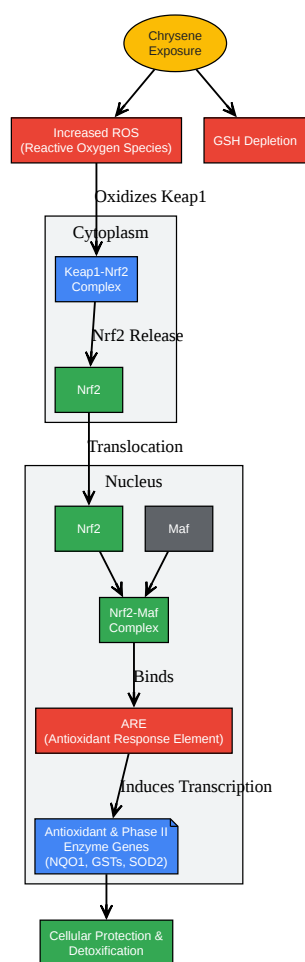 Chrysene
Exposure
Increased ROS
(Reactive Oxygen Species)
GSH Depletion
Oxidizes Keap1
Cytoplasm
Keap1-Nrf2
Complex
Nrf2 Release
Nrf2
Translocation
Nucleus
Nrf2
Maf
Nrf2-Maf
Complex
Binds
ARE
(Antioxidant Response Element)
Induces Transcription
Antioxidant & Phase II
Enzyme Genes
(NQO1, GSTs, SOD2)
Cellular Protection &
Detoxification